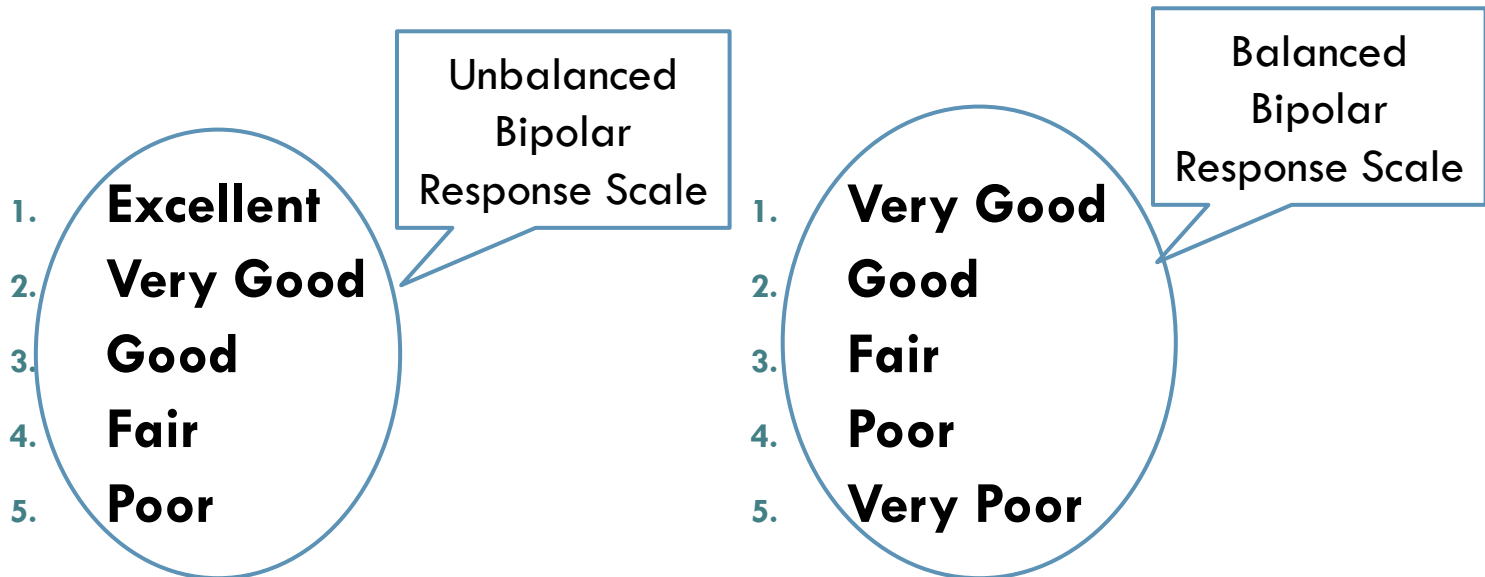 Unbalanced
Bipolar
Response Scale
1. Excellent
2. Very Good
3. Good
4. Fair
5. Poor
Balanced
Bipolar
Response Scale
1. Very Good
2. Good
3. Fair
4. Poor
5. Very Poor